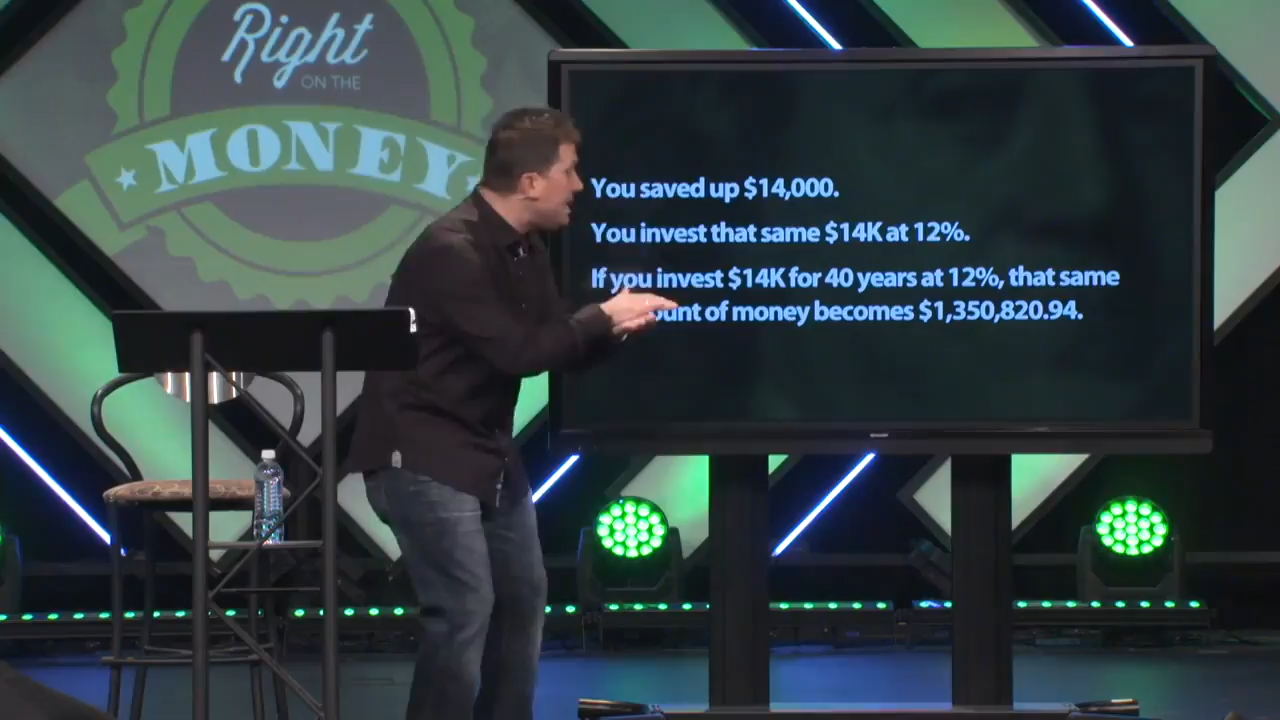 Right
ON THE
MONEY
You saved up $14,000.
You invest that same $14K at 12%.
If you invest $14K for 40 years at 12%, that same
of money becomes $1,350,820.94.